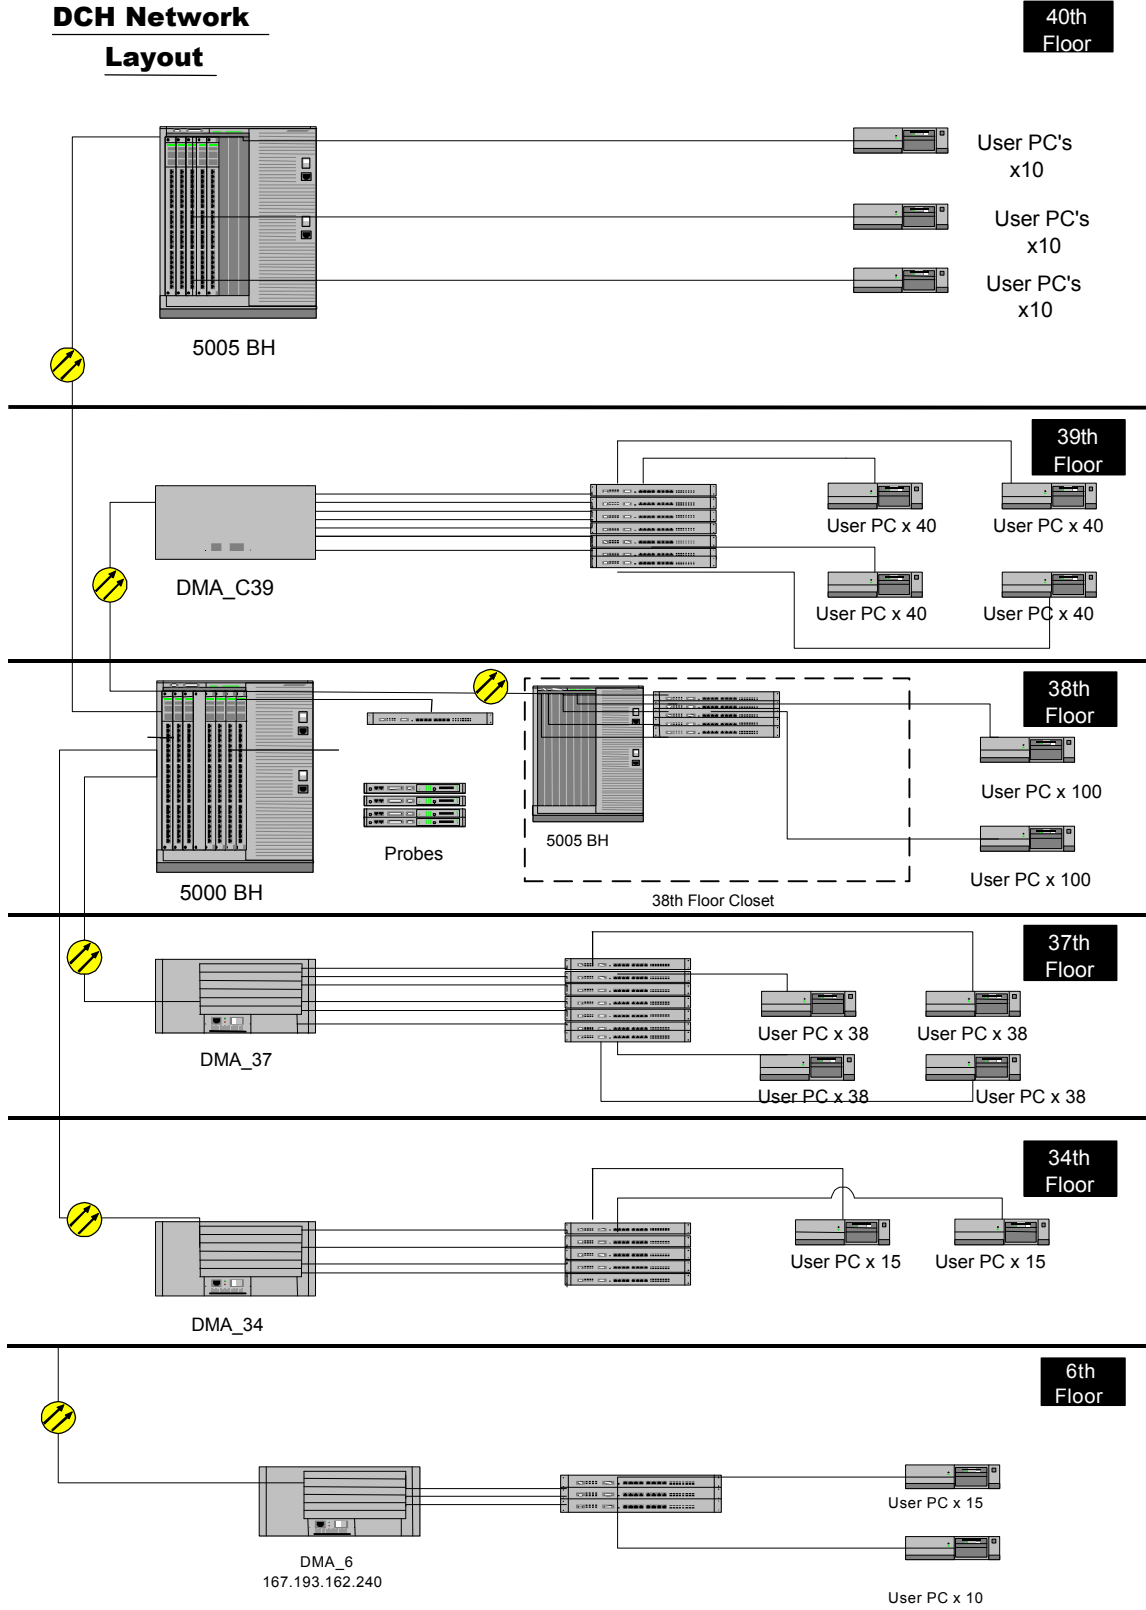 DCH Network
Layout
40th
Floor
User PC's
x10
User PC's
x10
User PC's
x10
5005 BH
39th
Floor
User PC x 40
User PC x 40
DMA_C39
User PC x 40
User PC x 40
38th
Floor
User PC x 100
5005 BH
Probes
User PC x 100
5000 BH
38th Floor Closet
37th
Floor
User PC x 38
User PC x 38
DMA_37
User PC x 38
User PC x 38
34th
Floor
User PC x 15
User PC x 15
DMA_34
6th
Floor
User PC x 15
DMA_6
167.193.162.240
User PC x 10